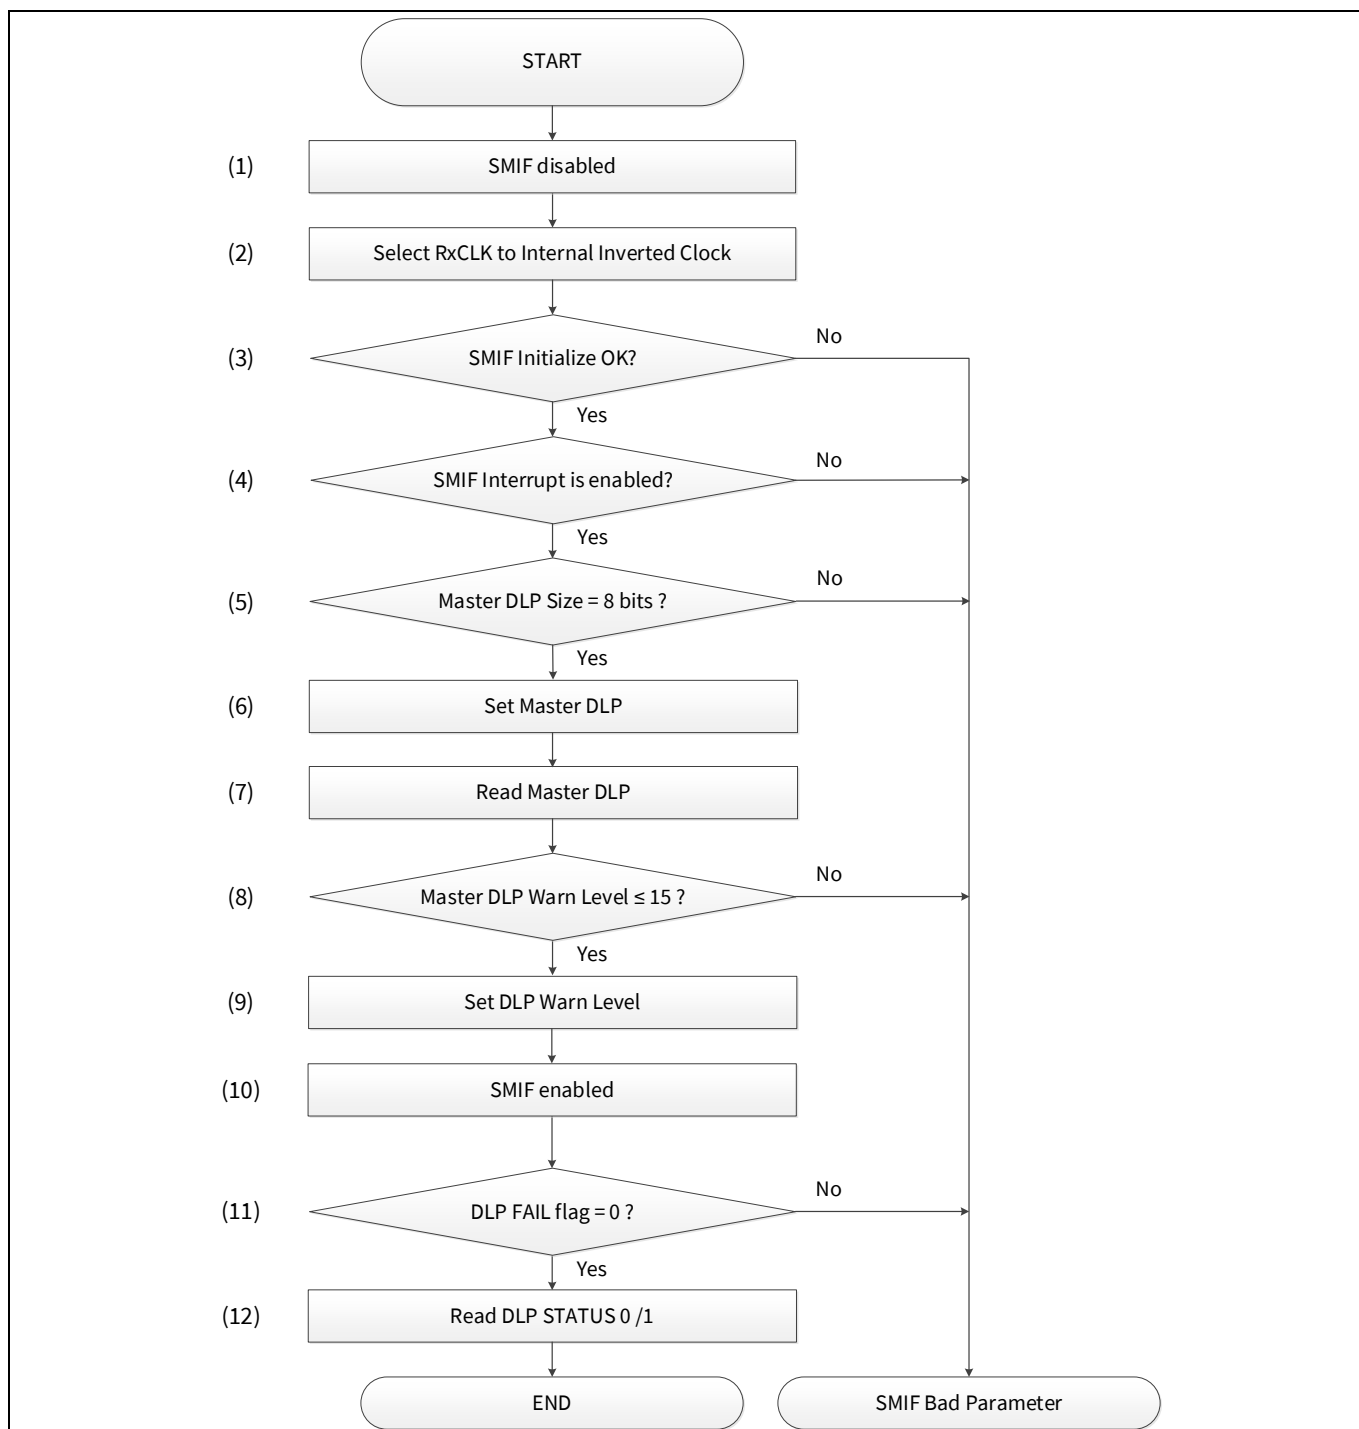 START
(1)
SMIF disabled
(2)
Select RxCLK to Internal Inverted Clock
(3)
SMIF Initialize OK?
No
Yes
(4)
SMIF Interrupt is enabled?
No
Yes
(5)
Master DLP Size = 8 bits ?
No
Yes
(6)
Set Master DLP
(7)
Read Master DLP
(8)
Master DLP Warn Level ≤ 15 ?
No
Yes
(9)
Set DLP Warn Level
(10)
SMIF enabled
(11)
DLP FAIL flag = 0 ?
No
Yes
(12)
Read DLP STATUS 0 /1
END
SMIF Bad Parameter